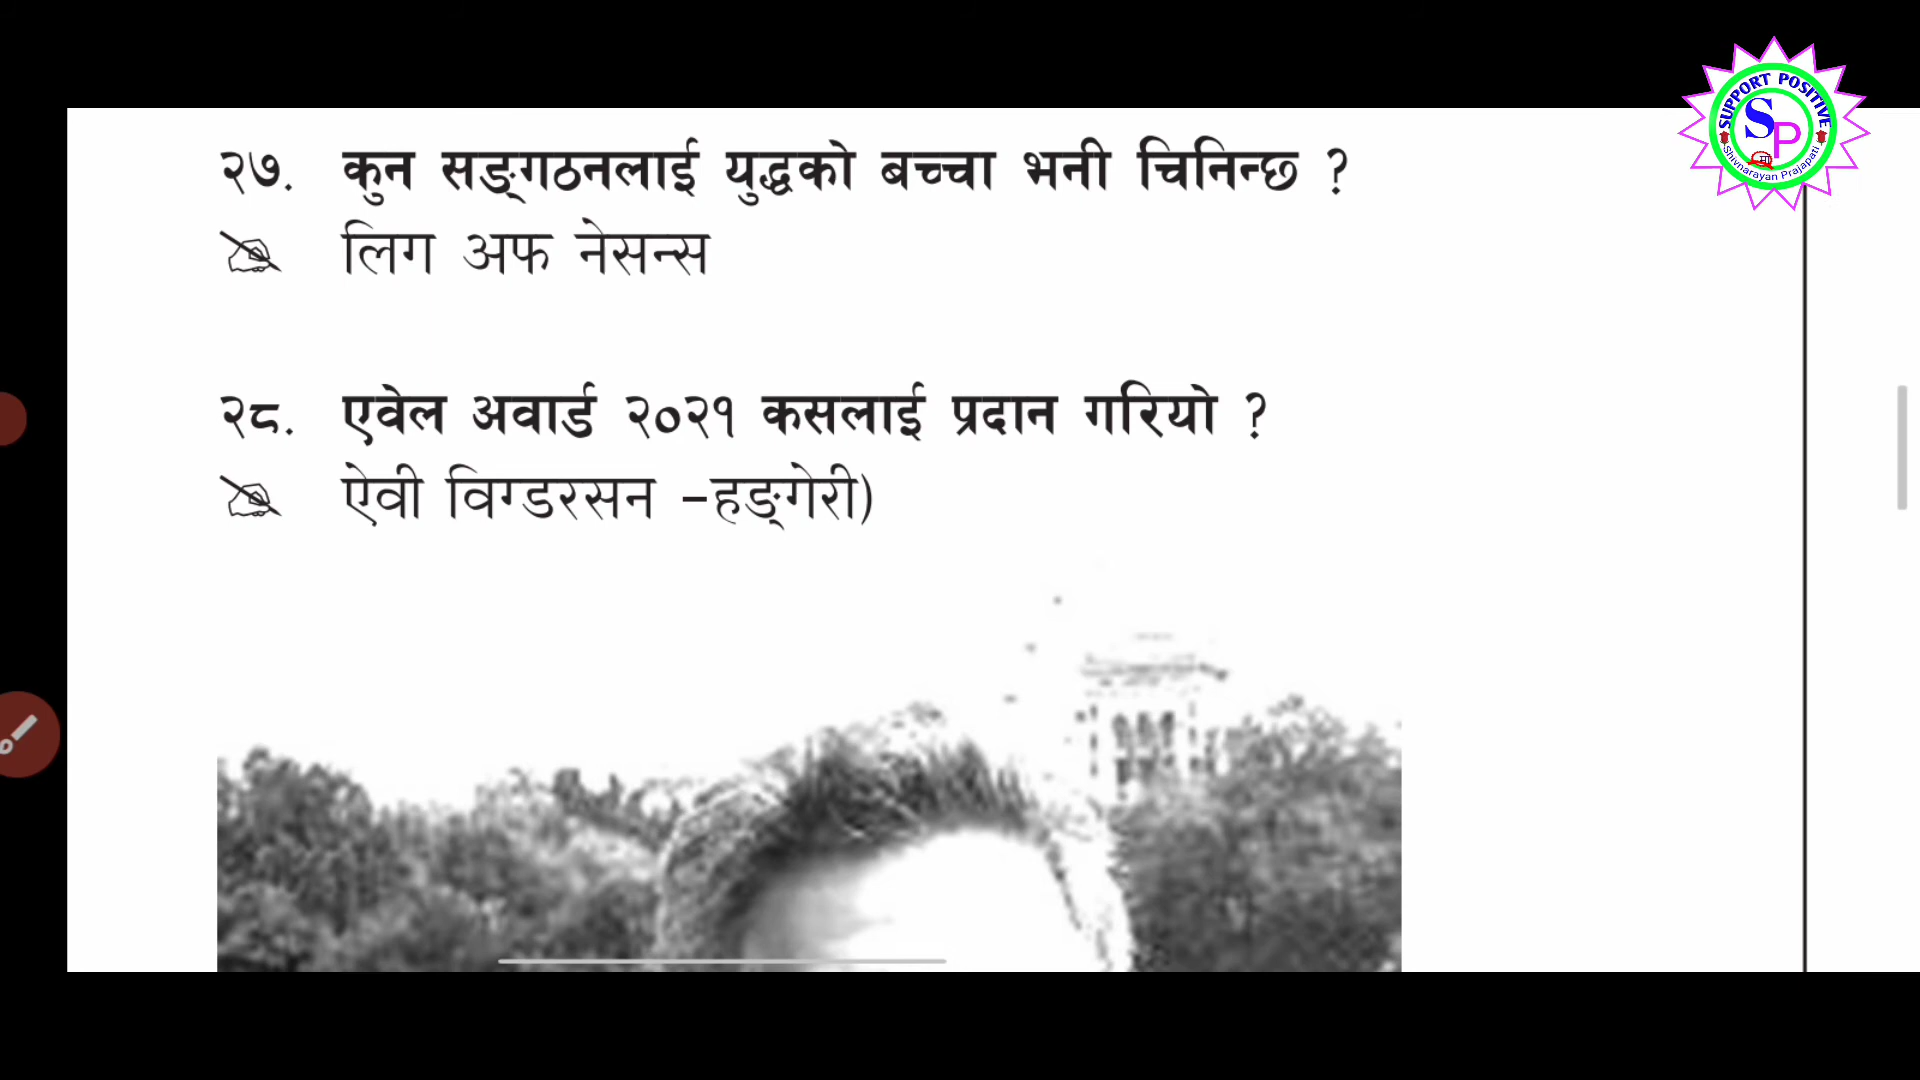 SUPPORT POSITIVE
SP
माँ
Shivnarayan Prajapati
२७. कुन सङ्गठनलाई युद्धको बच्चा भनी चिनिन्छ ?
लिग अफ नेसन्स
२८. एवेल अवार्ड २०२१ कसलाई प्रदान गरियो ?
ऐवी विग्डरसन –हङ्गेरी)